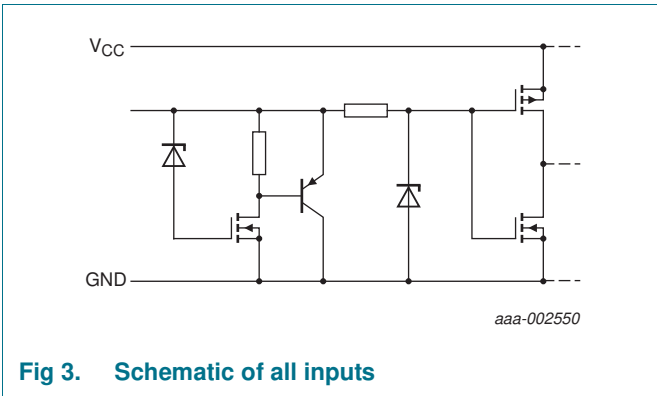 VCC
GND
aaa-002550
Fig 3. Schematic of all inputs